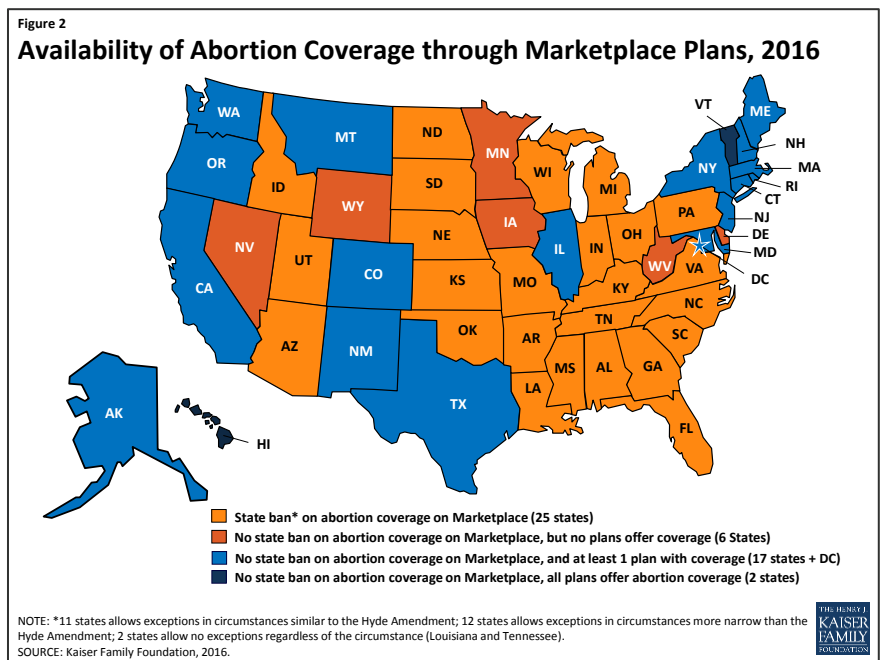 Figure 2
Availability of Abortion Coverage through Marketplace Plans, 2016
WA
MT
ND
MN
VT
ME
NH
OR
ID
SD
WI
MI
NY
MA
RI
CT
WY
NE
IA
PA
NJ
NV
UT
CO
KS
MO
IL
IN
OH
WV
VA
DE
MD
DC
CA
KY
NC
AZ
NM
OK
AR
TN
SC
TX
LA
MS
AL
GA
FL
AK
HI
State ban* on abortion coverage on Marketplace (25 states)
No state ban on abortion coverage on Marketplace, but no plans offer coverage (6 States)
No state ban on abortion coverage on Marketplace, and at least 1 plan with coverage (17 states + DC)
No state ban on abortion coverage on Marketplace, all plans offer abortion coverage (2 states)
NOTE: *11 states allows exceptions in circumstances similar to the Hyde Amendment; 12 states allows exceptions in circumstances more narrow than the
Hyde Amendment; 2 states allow no exceptions regardless of the circumstance (Louisiana and Tennessee).
SOURCE: Kaiser Family Foundation, 2016.
THE HENRY J
KAISER
FAMILY
FOUNDATION